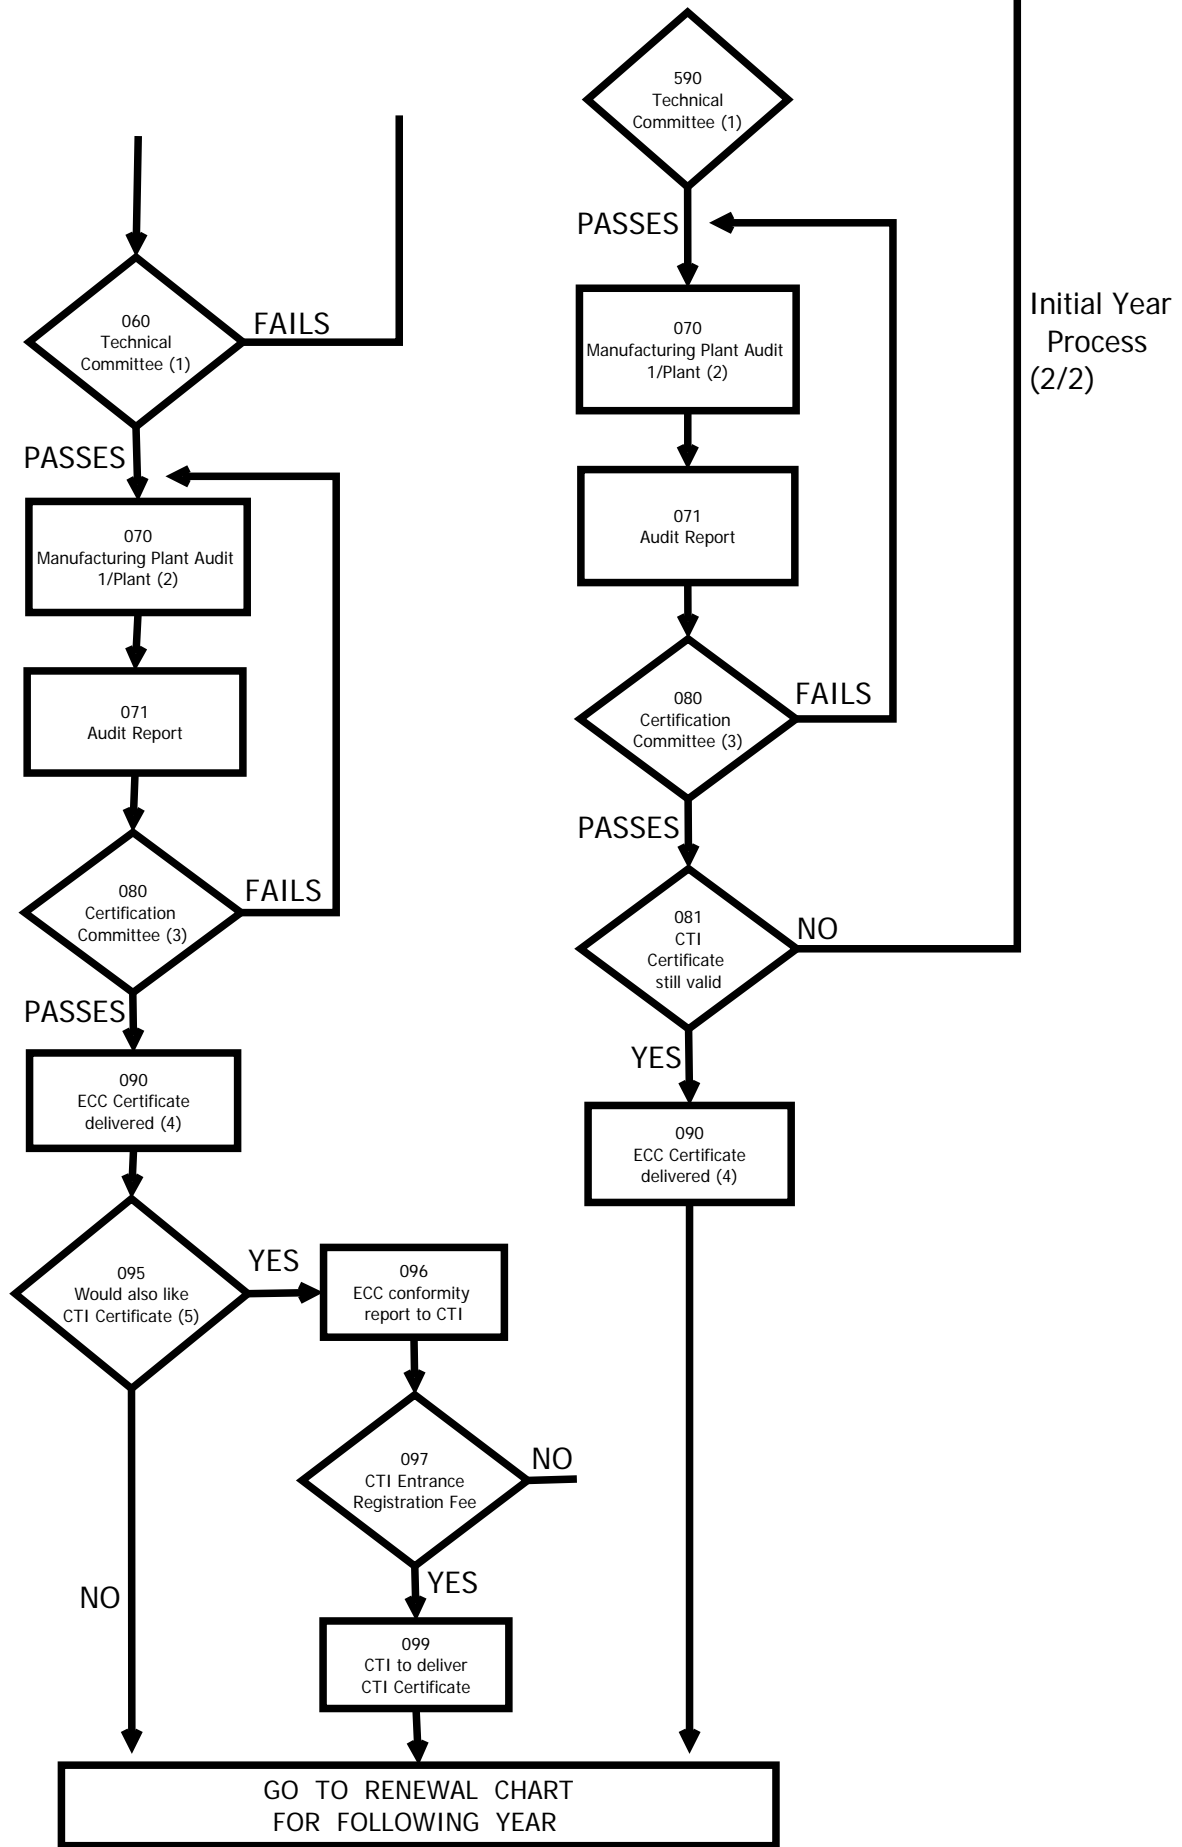 590
Technical
Committee (1)
PASSES
070
Manufacturing Plant Audit
1/Plant (2)
071
Audit Report
080
Certification
Committee (3)
FAILS
PASSES
081
CTI
Certificate
still valid
NO
YES
090
ECC Certificate
delivered (4)
Initial Year
Process
(2/2)
060
Technical
Committee (1)
FAILS
PASSES
070
Manufacturing Plant Audit
1/Plant (2)
071
Audit Report
080
Certification
Committee (3)
FAILS
PASSES
090
ECC Certificate
delivered (4)
095
Would also like
CTI Certificate (5)
YES
096
ECC conformity
report to CTI
097
CTI Entrance
Registration Fee
NO
YES
NO
099
CTI to deliver
CTI Certificate
GO TO RENEWAL CHART
FOR FOLLOWING YEAR